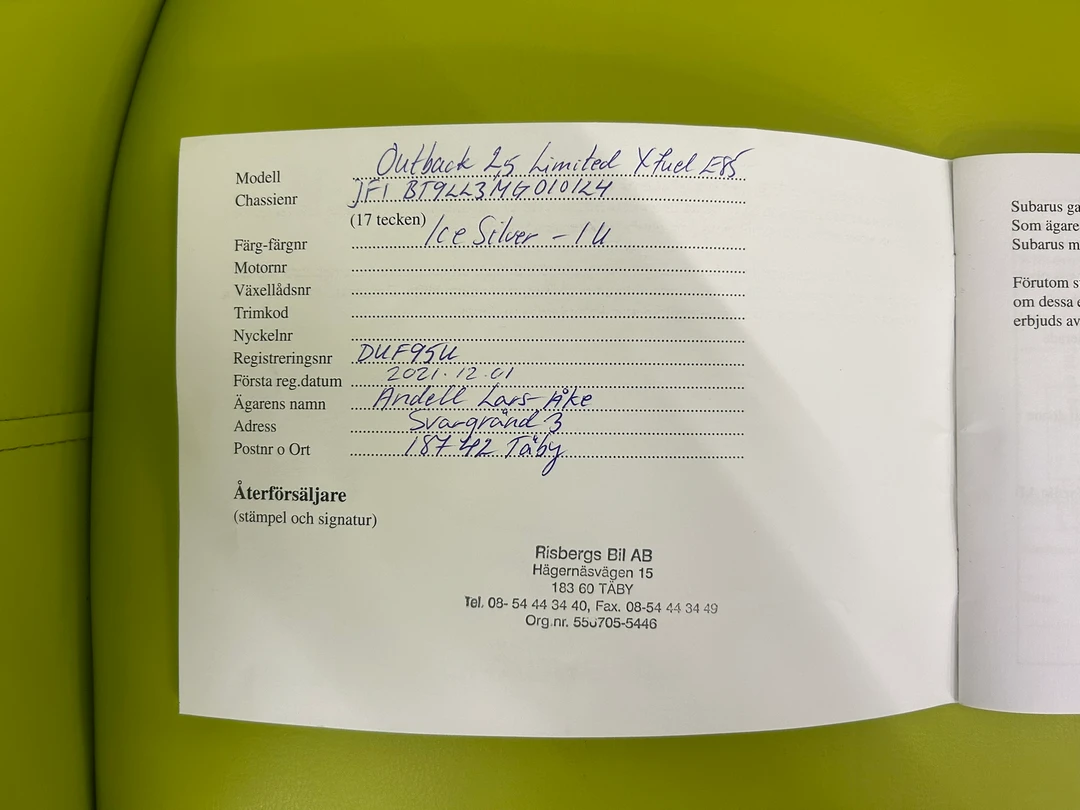 Modell Outback 2,5 Limited Xfuel E85
Chassienr JF1 BT9LL3MG010124
(17 tecken)
Färg-färgnr Ice Silver - 1U
Motornr
Växellådsnr
Trimkod
Nyckelnr
Registreringsnr DUF95U
Första reg.datum 2021.12.01
Ägarens namn Andell Lars-Åke
Adress Svargränd 3
Postnr o Ort 187 42 Täby
Återförsäljare
(stämpel och signatur)
Risbergs Bil AB
Hägernäsvägen 15
183 60 TÄBY
Tel. 08- 54 44 34 40, Fax. 08-54 44 34 49
Org.nr. 556705-5446
Subarus ga
Som ägare
Subarus m
Förutom s
om dessa e
erbjuds av